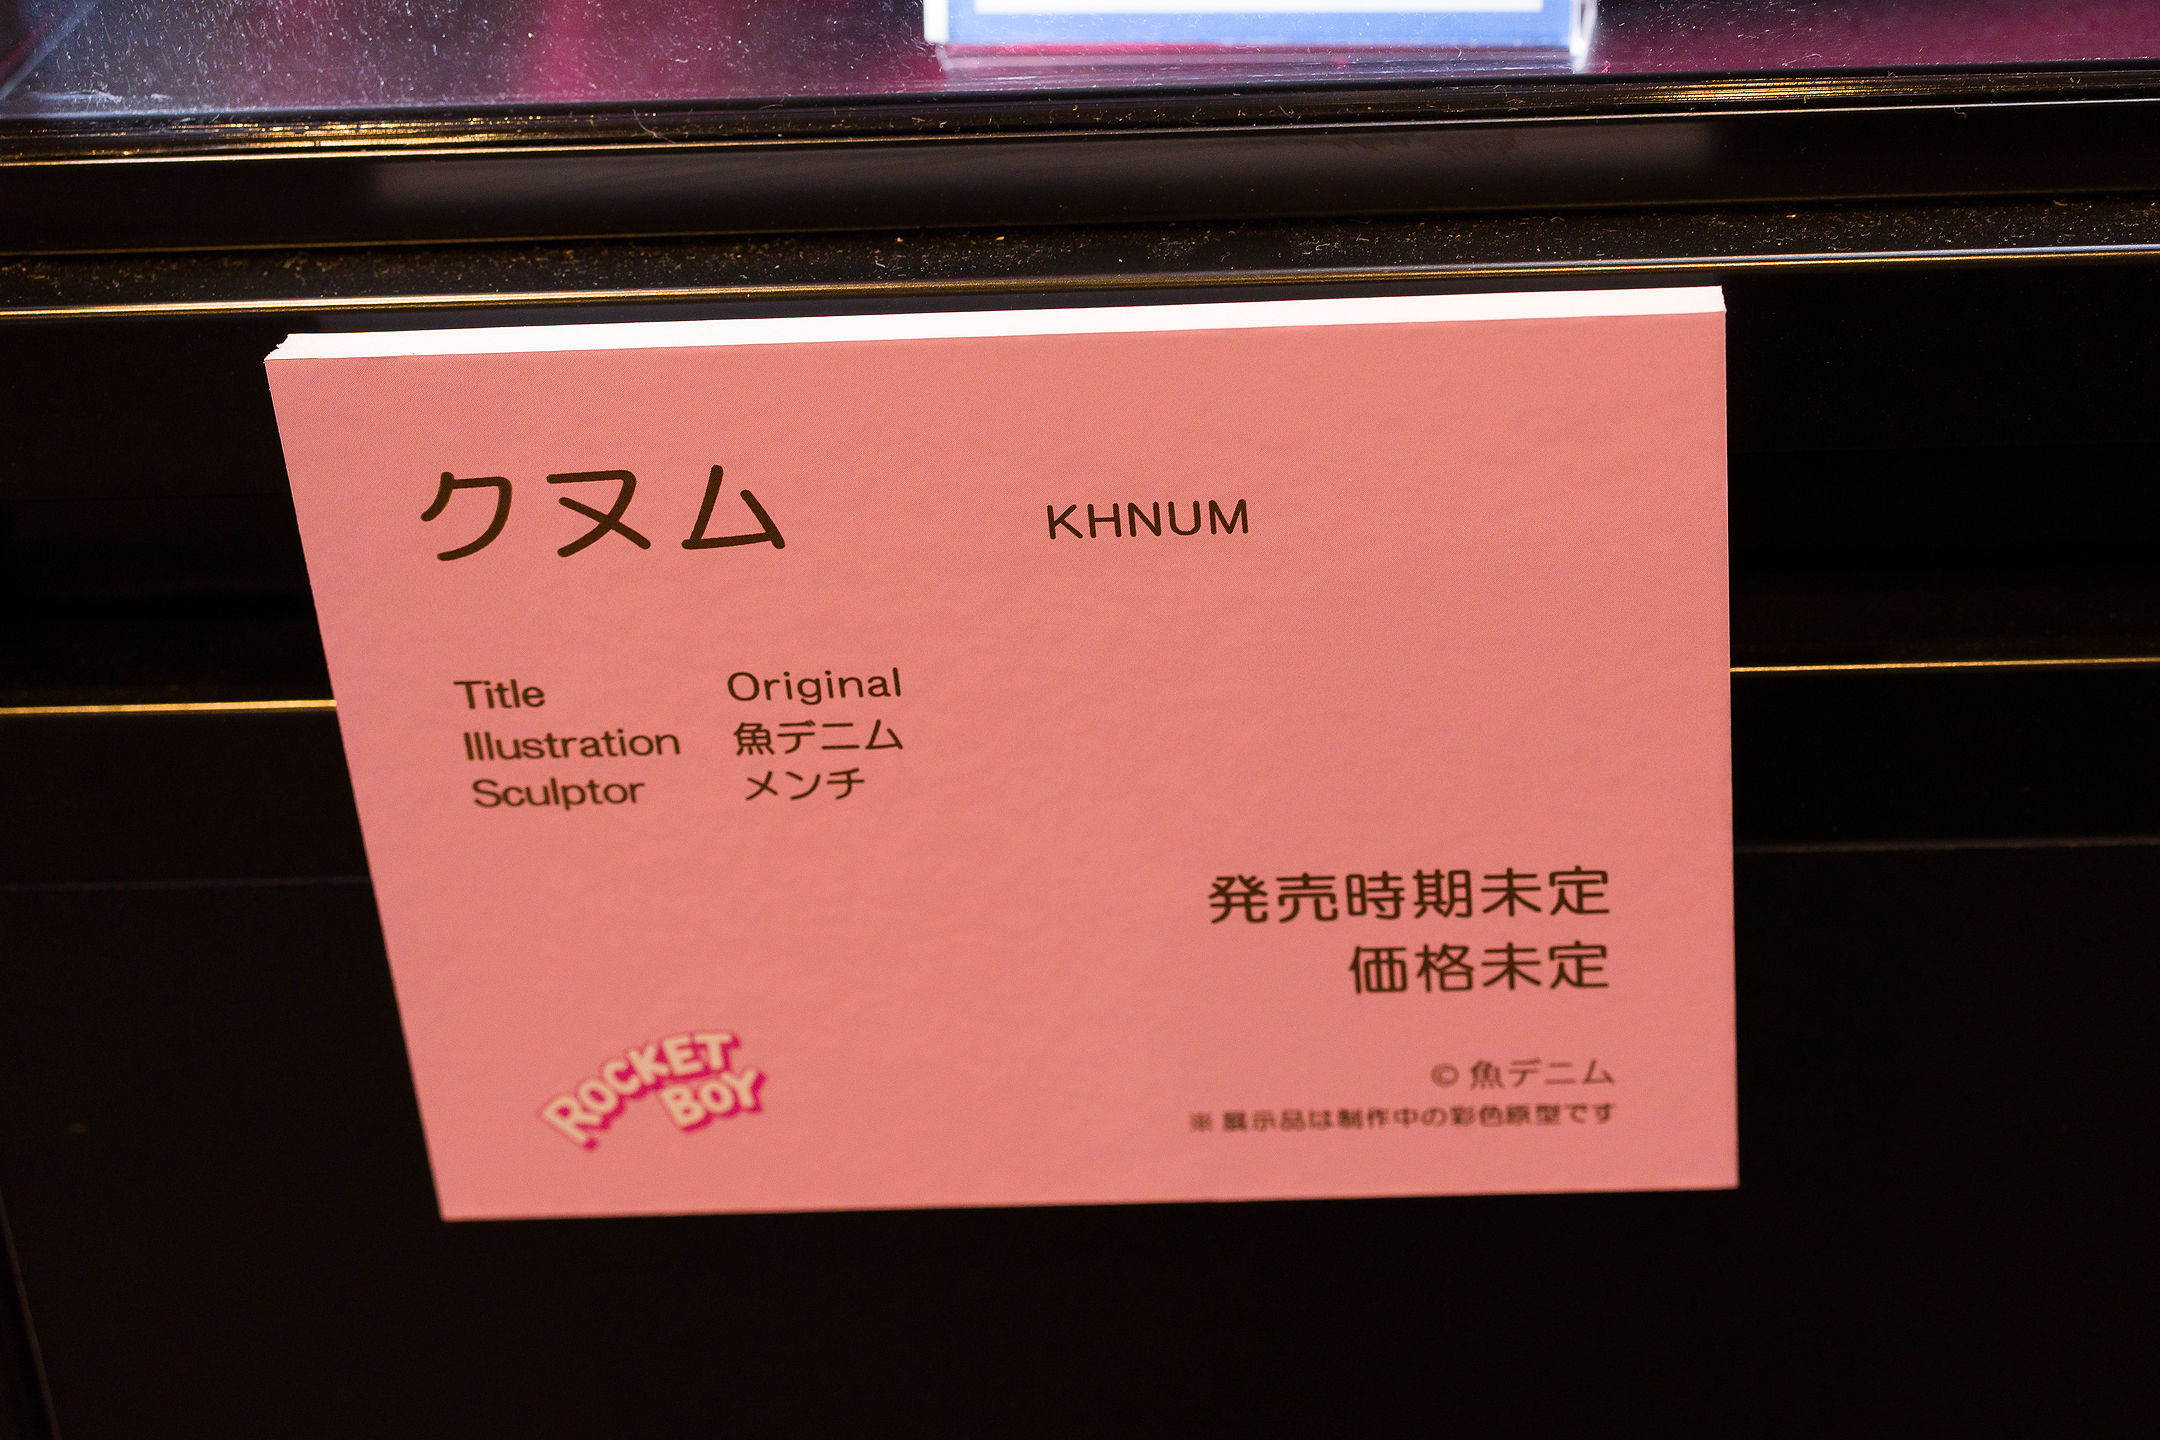 クヌム KHNUM
Title Original
Illustration 魚デニム
Sculptor メンチ
発売時期未定
価格未定
© 魚デニム
※ 展示品は制作中の彩色原型です
ROCKET
BOY